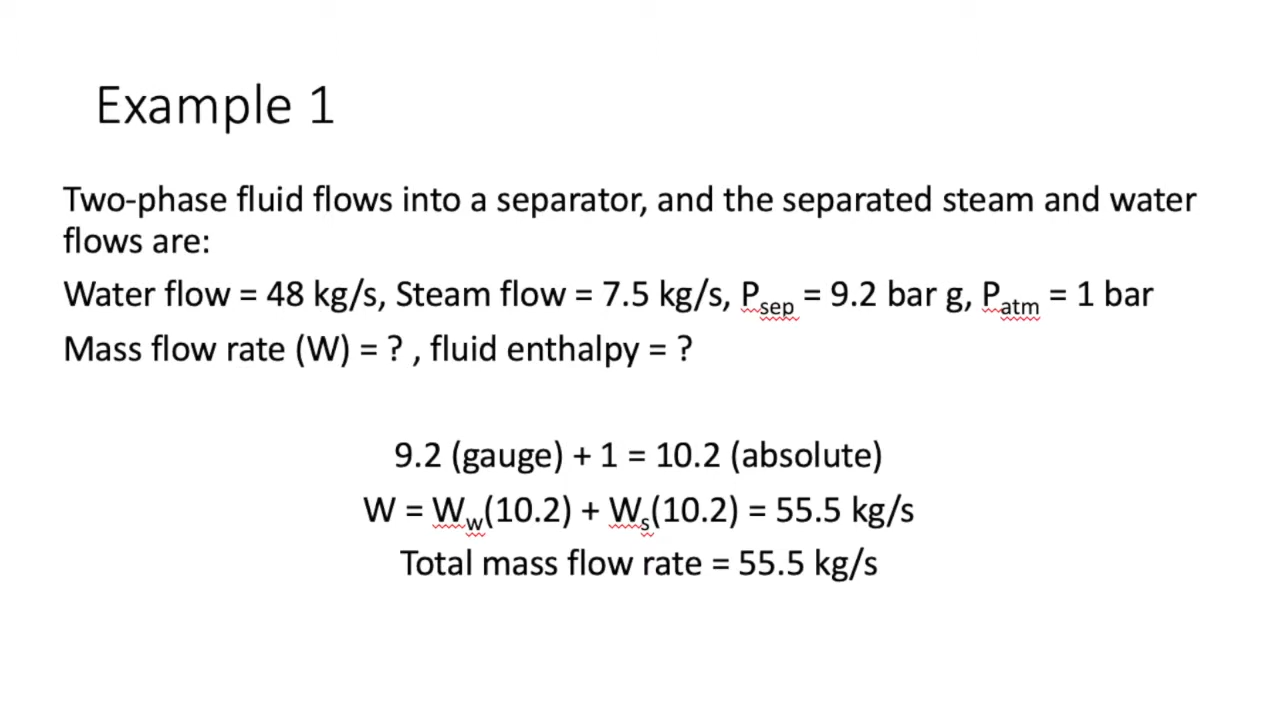 Example 1
Two-phase fluid flows into a separator, and the separated steam and water
flows are:
Water flow = 48 kg/s, Steam flow = 7.5 kg/s, Psep = 9.2 bar g, Patm = 1 bar
Mass flow rate (W) = ? , fluid enthalpy = ?
9.2 (gauge) + 1 = 10.2 (absolute)
W = Ww(10.2) + Ws(10.2) = 55.5 kg/s
Total mass flow rate = 55.5 kg/s